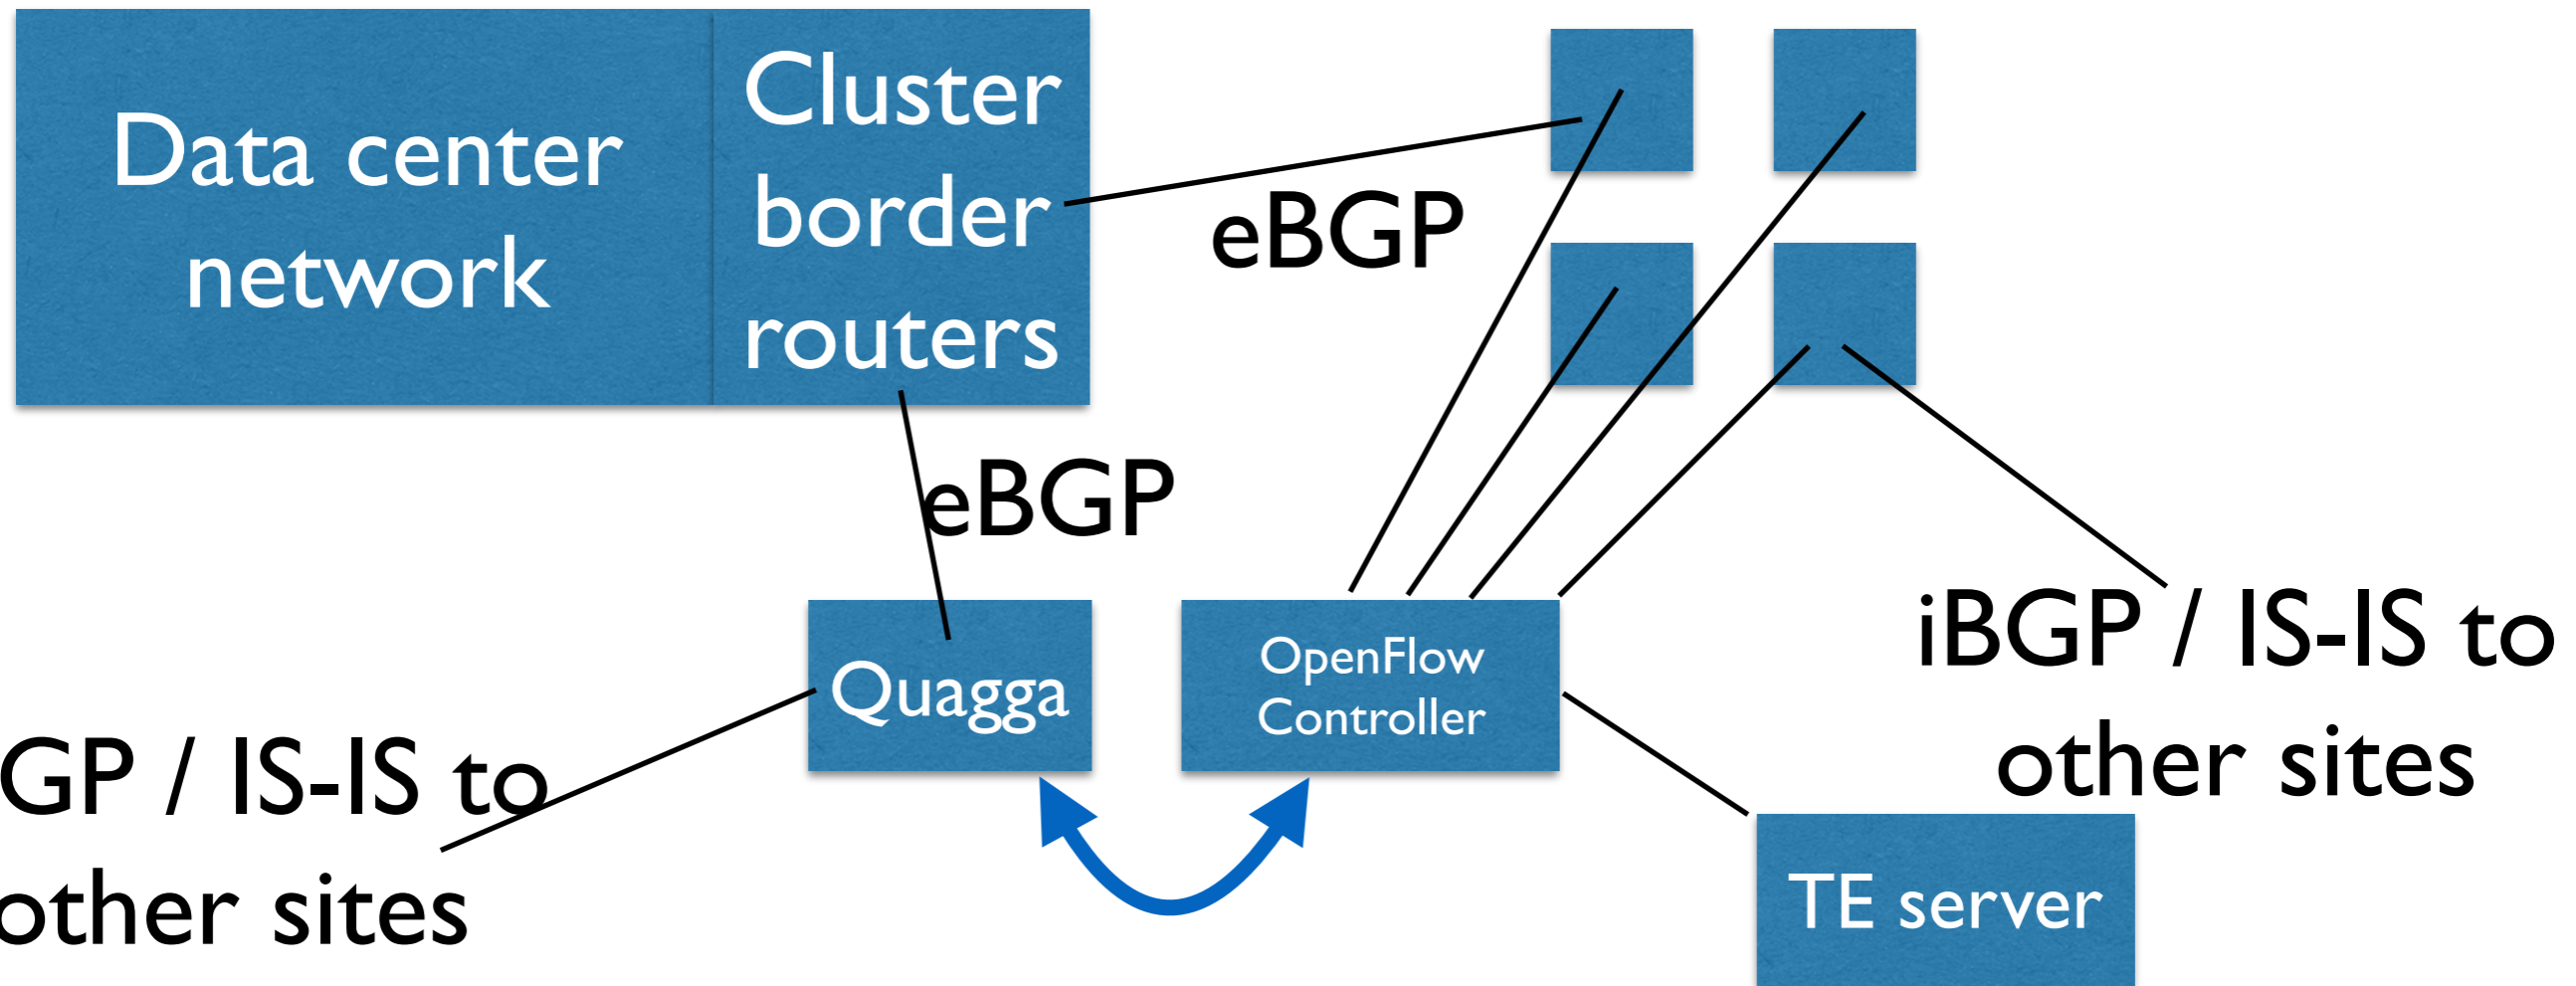 Data center
network
Cluster
border
routers
eBGP
eBGP
Quagga
OpenFlow
Controller
iBGP / IS-IS to
other sites
GP / IS-IS to
other sites
TE server